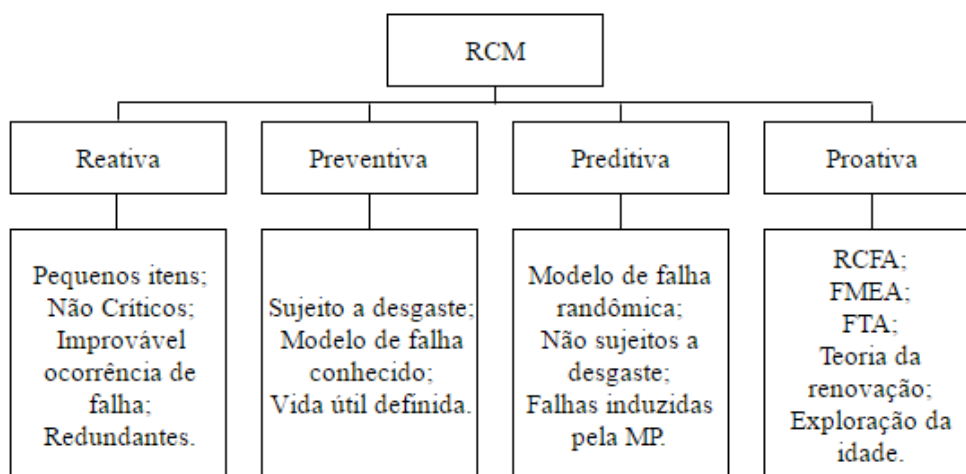 RCM
Reativa
Preventiva
Preditiva
Proativa
Pequenos itens;
Não Críticos;
Improvável
ocorrência de
falha;
Redundantes.
Sujeito a desgaste;
Modelo de falha
conhecido;
Vida útil definida.
Modelo de falha
randômica;
Não sujeitos a
desgaste;
Falhas induzidas
pela MP.
RCFA;
FMEA;
FTA;
Teoria da
renovação;
Exploração da
idade.